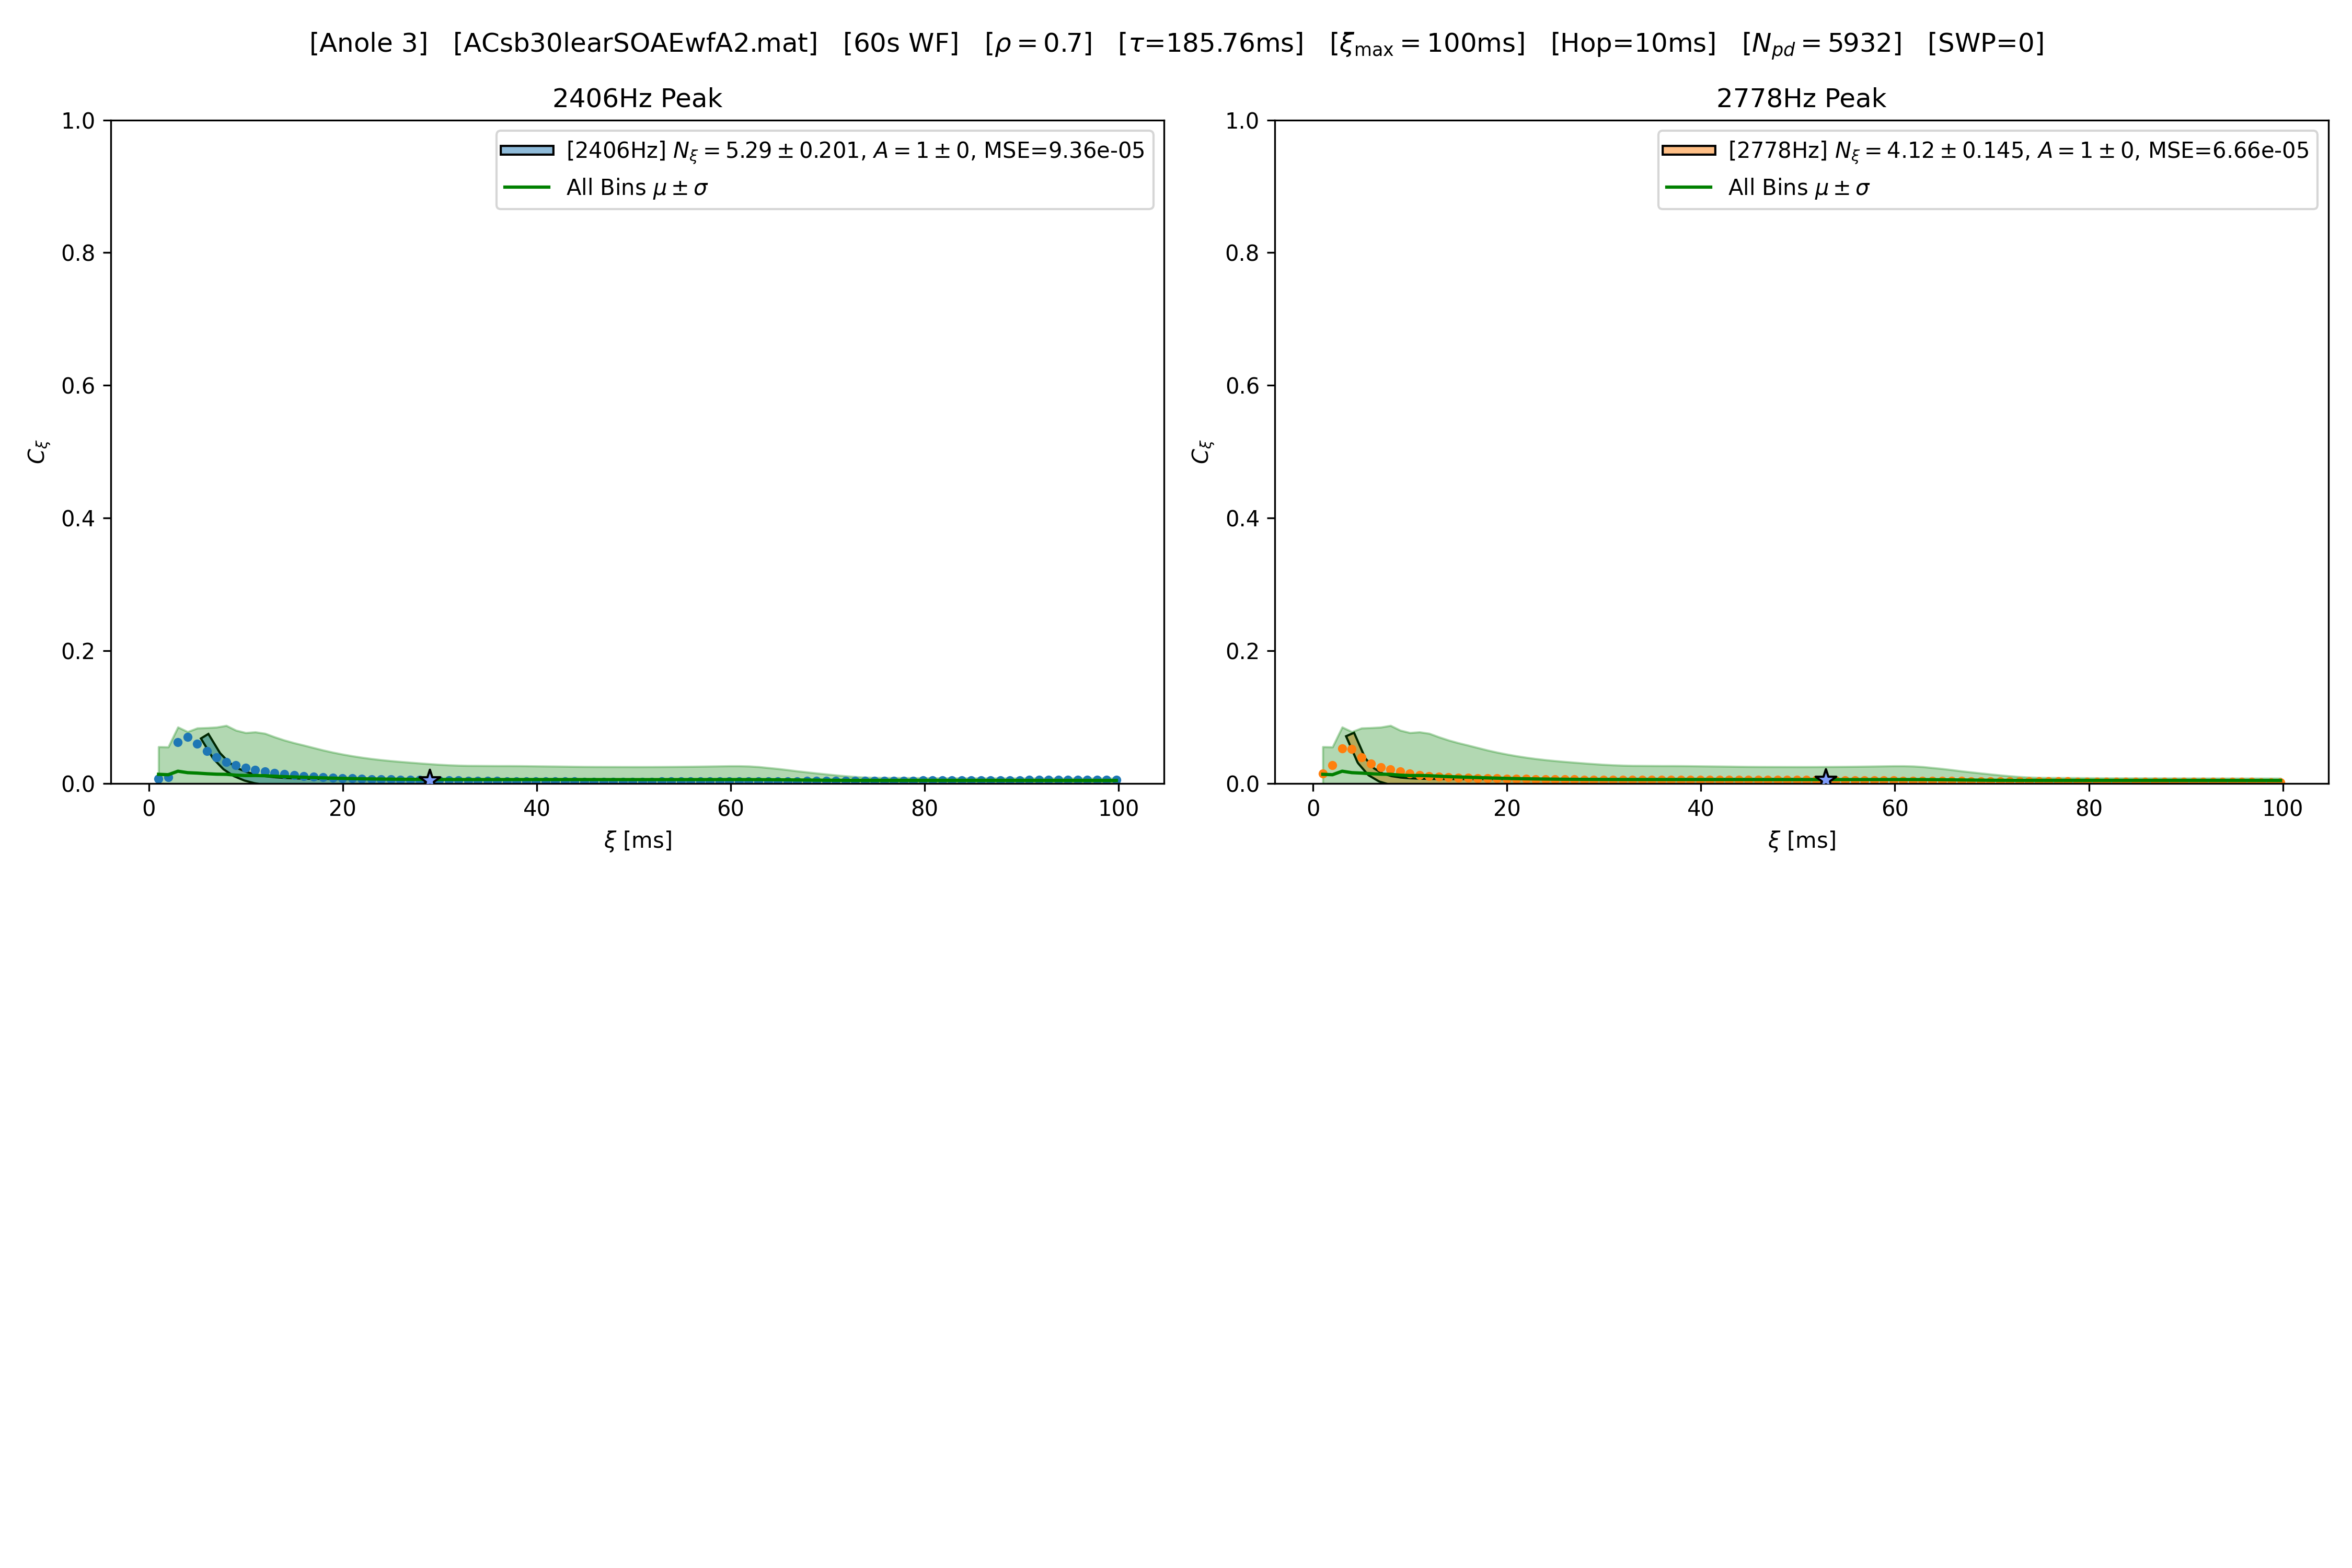 [Anole 3]   [ACsb30learSOAEwfA2.mat]   [60s WF]   [ρ = 0.7]   [τ=185.76ms]   [ξmax = 100ms]   [Hop=10ms]   [Npd = 5932]   [SWP=0]
2406Hz Peak
[2406Hz] Nξ = 5.29 ± 0.201, A = 1 ± 0, MSE=9.36e-05
All Bins μ ± σ
1.0
0.8
0.6
0.4
0.2
0.0
Cξ
0 20 40 60 80 100
ξ [ms]
2778Hz Peak
[2778Hz] Nξ = 4.12 ± 0.145, A = 1 ± 0, MSE=6.66e-05
All Bins μ ± σ
1.0
0.8
0.6
0.4
0.2
0.0
Cξ
0 20 40 60 80 100
ξ [ms]